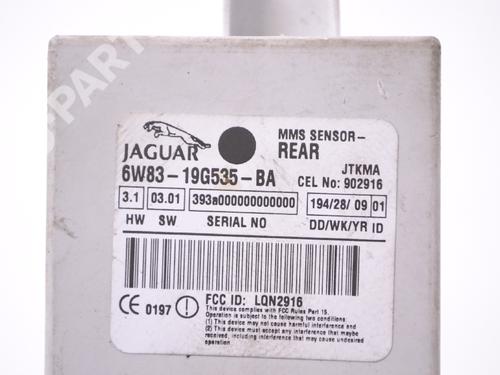 JAGUAR
MMS SENSOR-
REAR
JTKMA
6W83-19G535-BA
CEL No: 902916
3.1 03.01 393a000000000000 194/28/ 09 01
HW SW SERIAL NO DD/WK/YR ID
CE 0197
FCC ID: LQN2916
This device complies with FCC Rules Part 15.
Operation is subject to the following two conditions:
(1) This device may not cause harmful interference and
(2) This device must accept any interference that maybe
received, including interference that may cause undesired
operation.